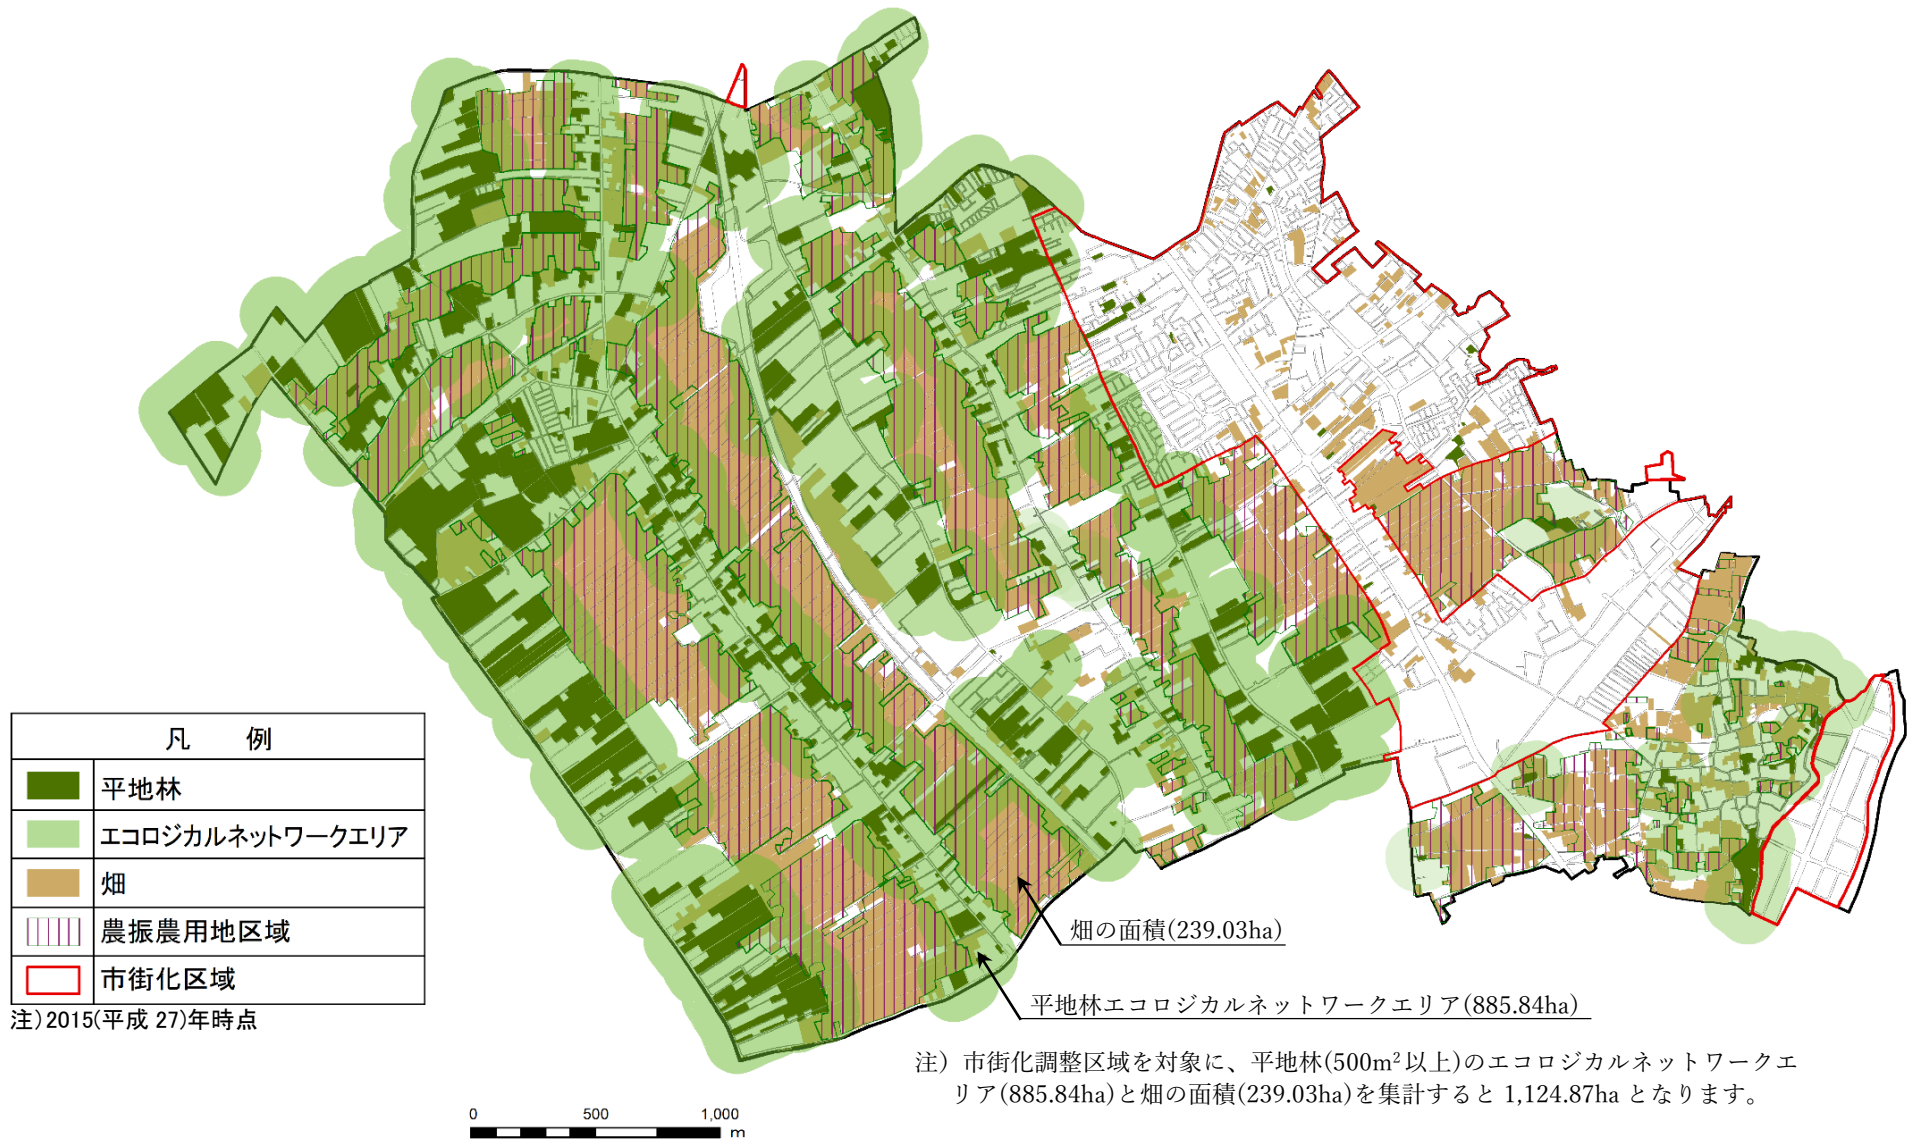 凡 例
平地林
エコロジカルネットワークエリア
畑
農振農用地区域
市街化区域
注)2015(平成 27)年時点
畑の面積(239.03ha)
平地林エコロジカルネットワークエリア(885.84ha)
注) 市街化調整区域を対象に、平地林(500m²以上)のエコロジカルネットワークエ
リア(885.84ha)と畑の面積(239.03ha)を集計すると 1,124.87ha となります。
0 500 1,000
m